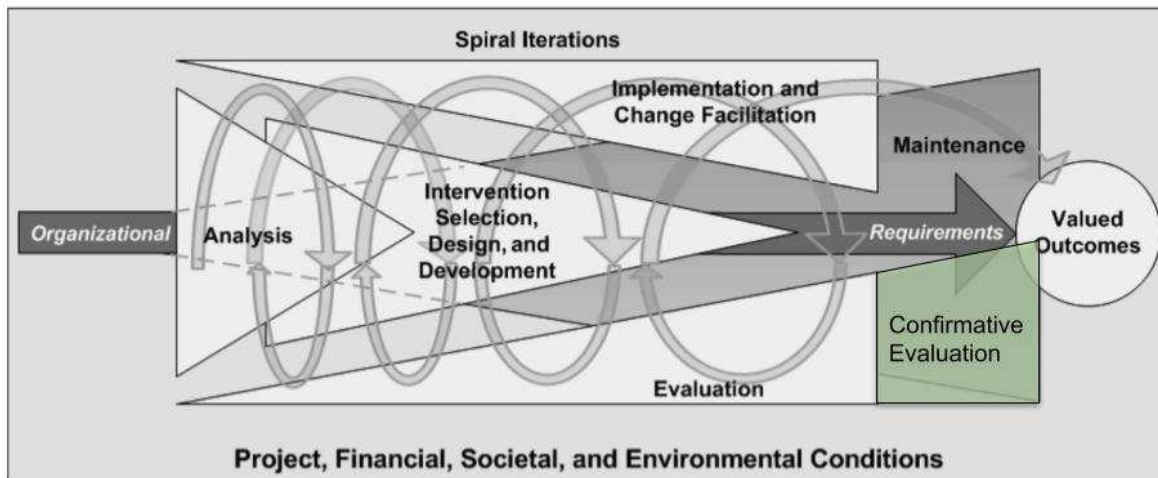 Spiral Iterations
Implementation and
Change Facilitation
Maintenance
Organizational
Analysis
Intervention
Selection,
Design, and
Development
Requirements
Valued
Outcomes
Confirmative
Evaluation
Evaluation
Project, Financial, Societal, and Environmental Conditions